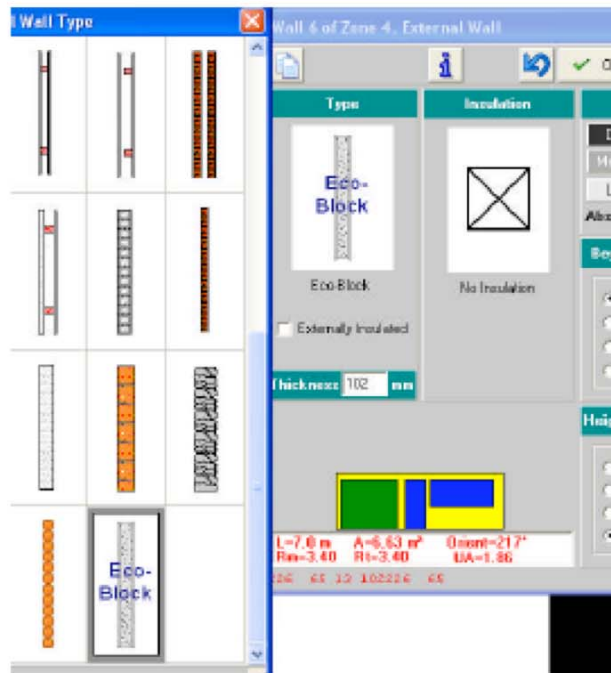 l Wall Type
Eco-
Block
Wall 6 of Zone 4, External Wall
Type
Insulation
Eco-
Block
Eco-Block
No Insulation
Externally Insulated
Thickness 102 mm
L=7.0 m A=6.63 m² Orient=217°
Rm=3.40 Rt=3.40 UA=1.86